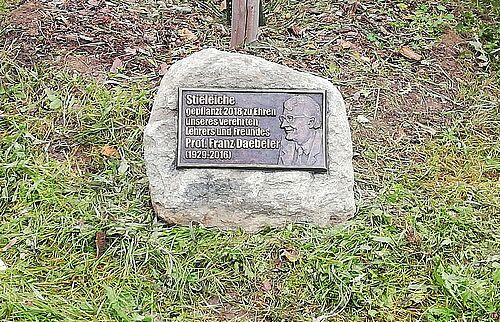 Stieleiche
gepflanzt 2018 zu Ehren
unseres verehrten
Lehrers und Freundes
Prof. Franz Daebeler
(1929-2016)